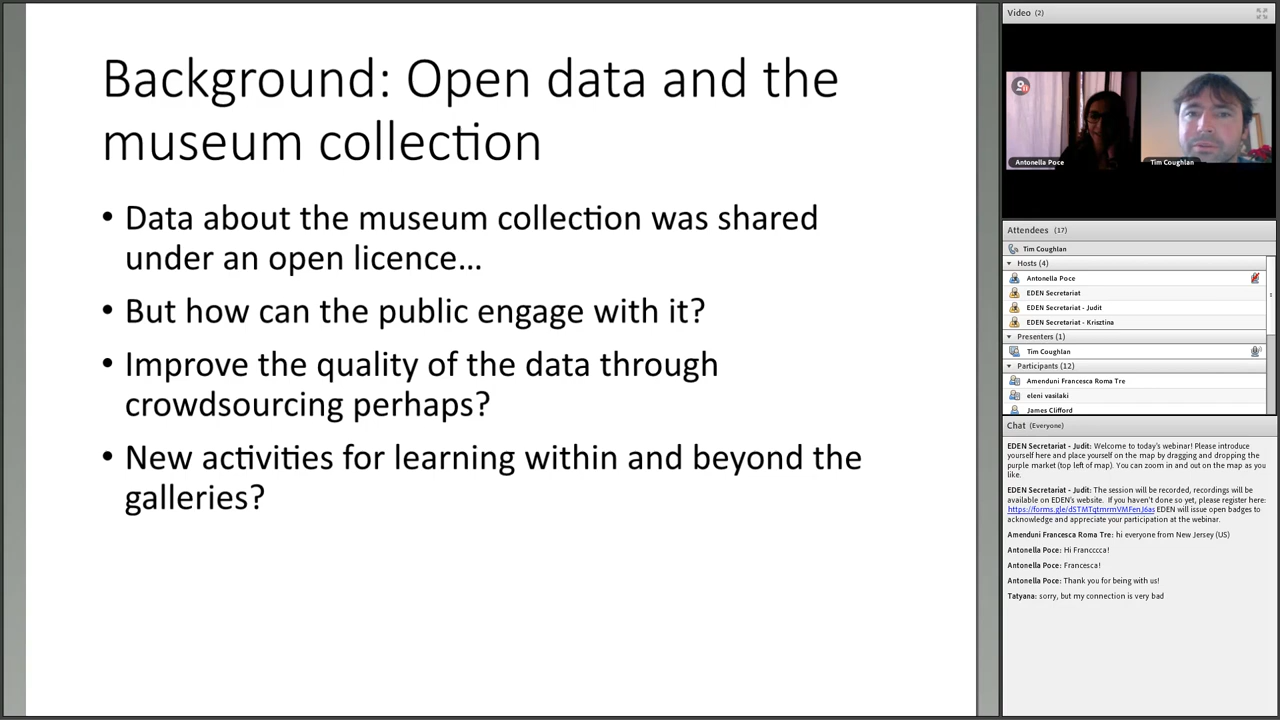 Background: Open data and the
museum collection
• Data about the museum collection was shared
under an open licence...
• But how can the public engage with it?
• Improve the quality of the data through
crowdsourcing perhaps?
• New activities for learning within and beyond the
galleries?
Video (2)
Antonella Poce
Tim Coughlan
Attendees (17)
Tim Coughlan
Hosts (4)
Antonella Poce
EDEN Secretariat
EDEN Secretariat - Judit
EDEN Secretariat - Krisztina
Presenters (1)
Tim Coughlan
Participants (12)
Amenduni Francesca Roma Tre
eleni vasilaki
James Clifford
Chat (Everyone)
EDEN Secretariat - Judit: Welcome to today's webinar! Please introduce
yourself here and place yourself on the map by dragging and dropping the
purple market (top left of map). You can zoom in and out on the map as you
like.
EDEN Secretariat - Judit: The session will be recorded, recordings will be
available on EDEN's website. If you haven't done so yet, please register here:
EDEN will issue open badges to
acknowledge and appreciate your participation at the webinar.
Amenduni Francesca Roma Tre: hi everyone from New Jersey (US)
Antonella Poce: Hi Francccca!
Antonella Poce: Francesca!
Antonella Poce: Thank you for being with us!
Tatyana: sorry, but my connection is very bad